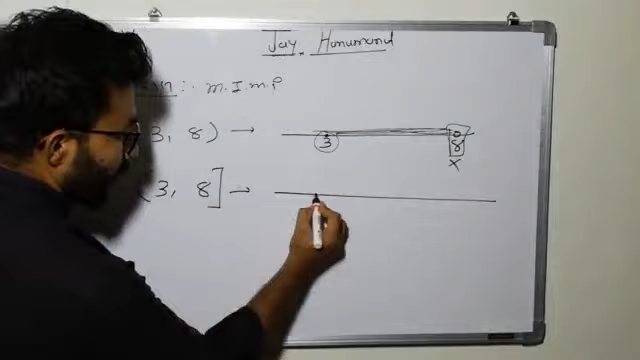 Jay Hanumand
:- M.I.M.P
3, 8) →
3 8
x
(3, 8] →